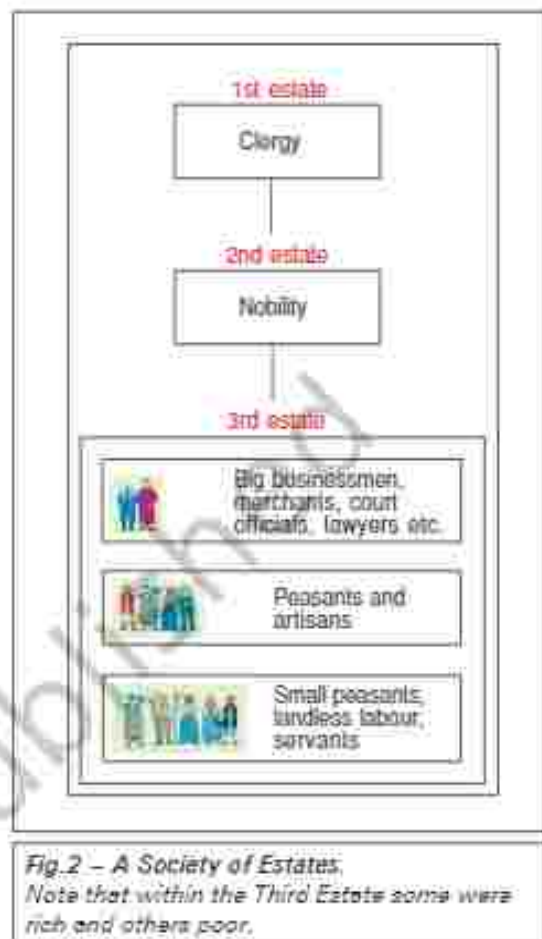 1st estate
Clergy
2nd estate
Nobility
3rd estate
Big businessmen,
merchants, court
officials, lawyers etc.
Peasants and
artisans
Small peasants,
landless labour,
servants
Fig.2 – A Society of Estates.
Note that within the Third Estate some were
rich and others poor.